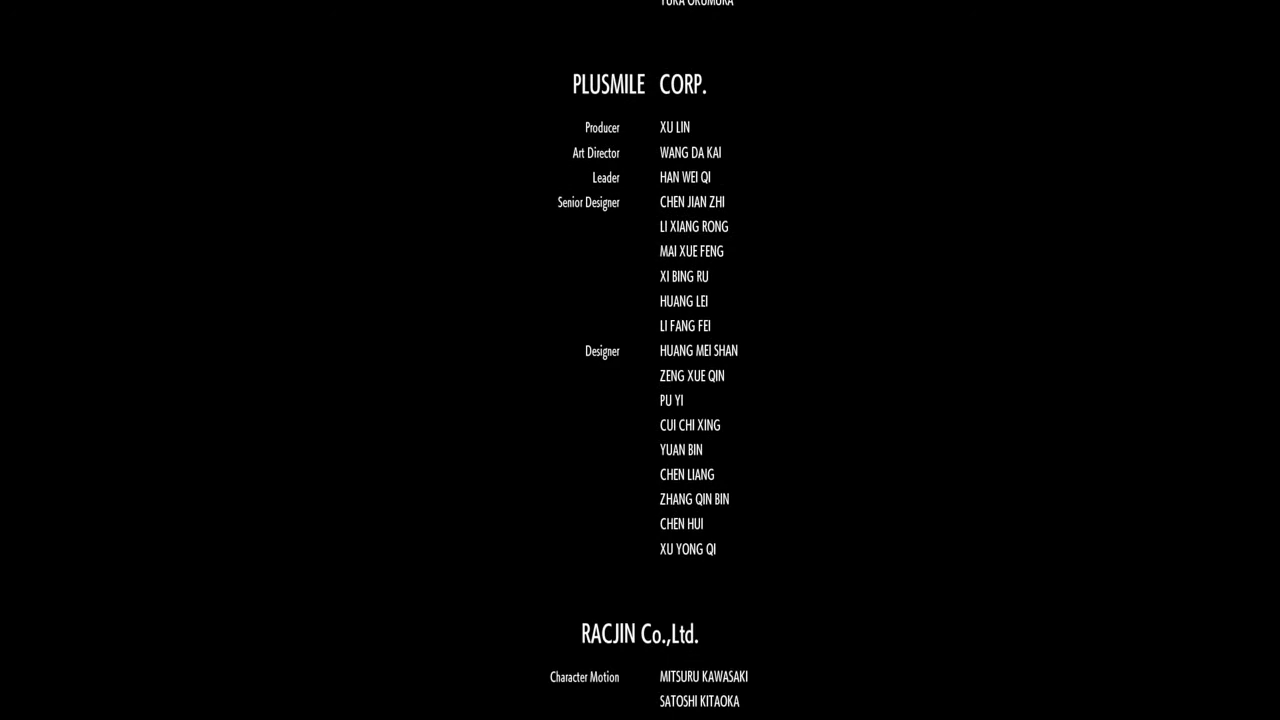 PLUSMILE CORP.
Producer XU LIN
Art Director WANG DA KAI
Leader HAN WEI QI
Senior Designer CHEN JIAN ZHI
LI XIANG RONG
MAI XUE FENG
XI BING RU
HUANG LEI
LI FANG FEI
Designer HUANG MEI SHAN
ZENG XUE QIN
PU YI
CUI CHI XING
YUAN BIN
CHEN LIANG
ZHANG QIN BIN
CHEN HUI
XU YONG QI
RACJIN Co.,Ltd.
Character Motion MITSURU KAWASAKI
SATOSHI KITAOKA